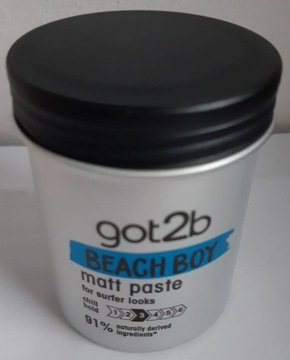 got2b
BEACH BOY
matt paste
for surfer looks
chill
hold
1 2 3 4 5 6
91% naturally derived
ingredients**